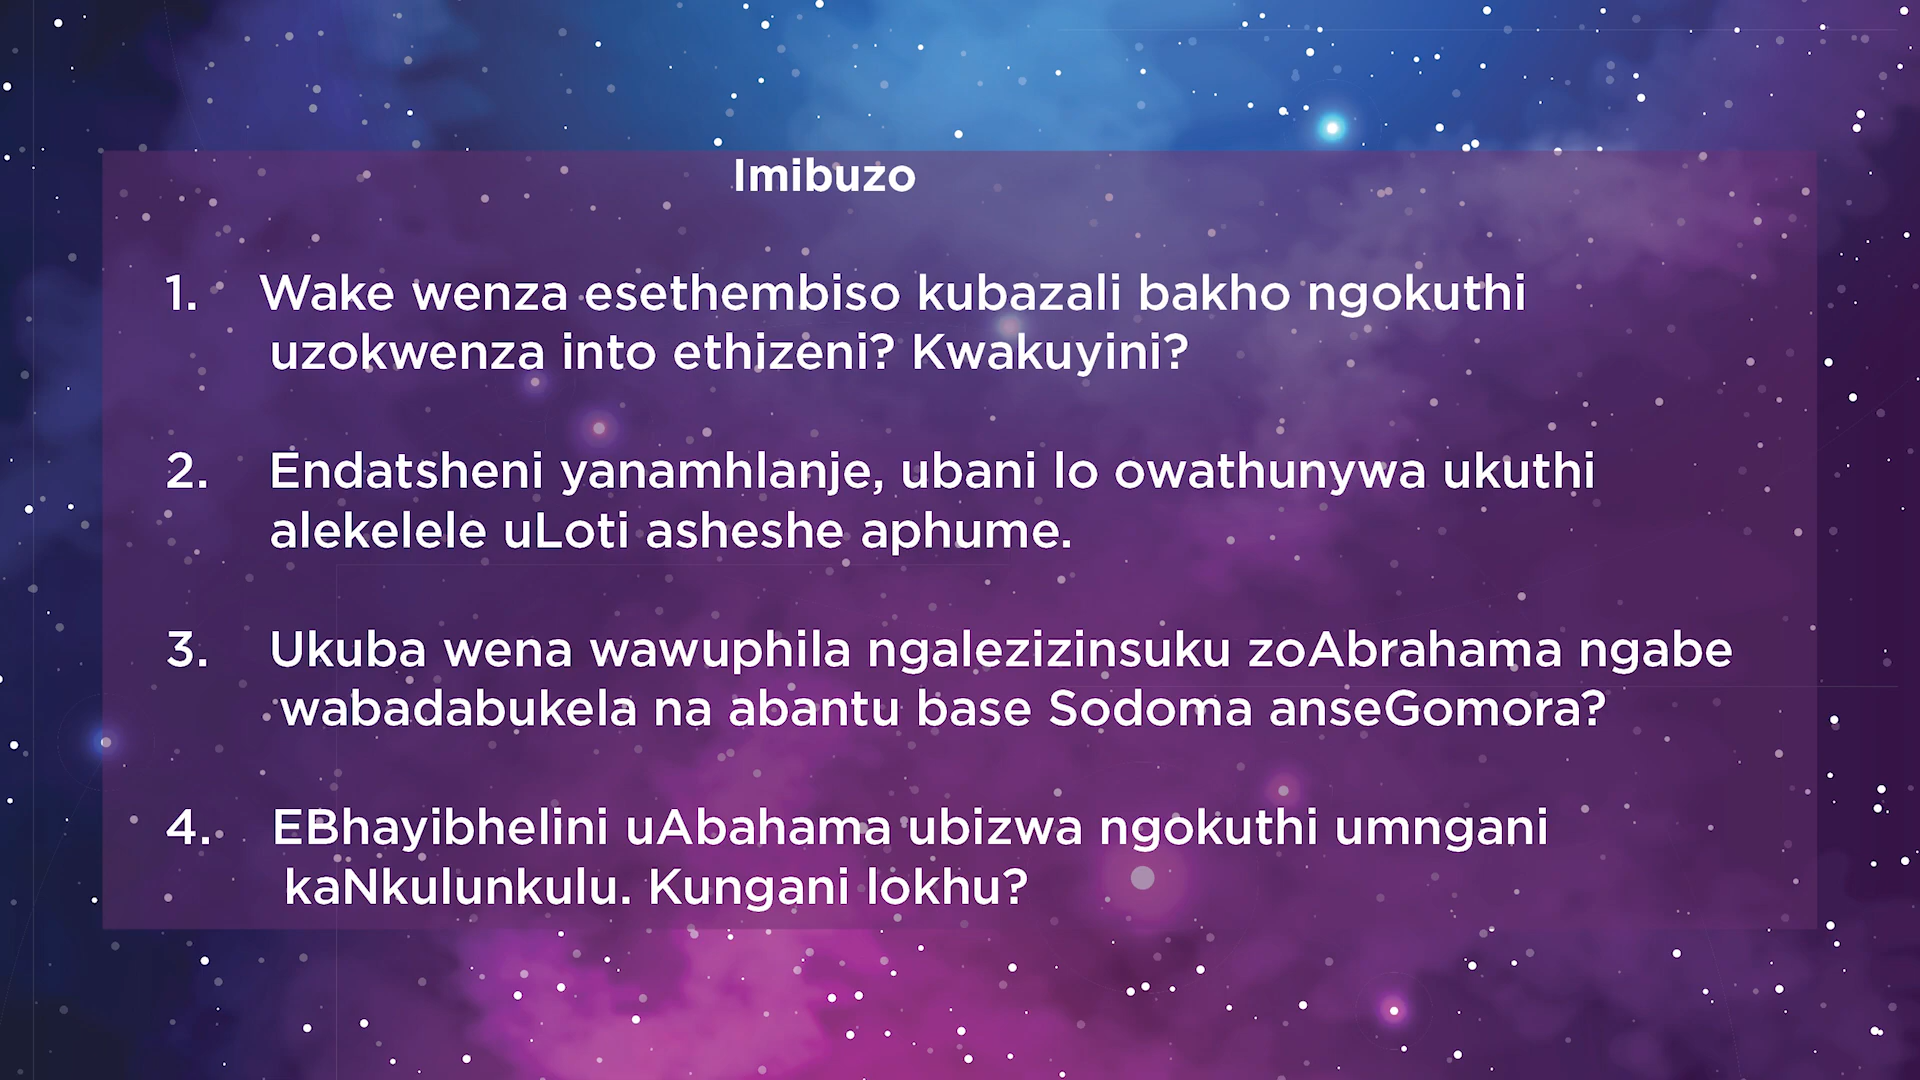 Imibuzo
1. Wake wenza esethembiso kubazali bakho ngokuthi
uzokwenza into ethizeni? Kwakuyini?
2. Endatsheni yanamhlanje, ubani lo owathunywa ukuthi
alekelele uLoti asheshe aphume.
3. Ukuba wena wawuphila ngalezizinsuku zoAbrahama ngabe
wabadabukela na abantu base Sodoma anseGomora?
4. EBhayibhelini uAbahama ubizwa ngokuthi umngani
kaNkulunkulu. Kungani lokhu?